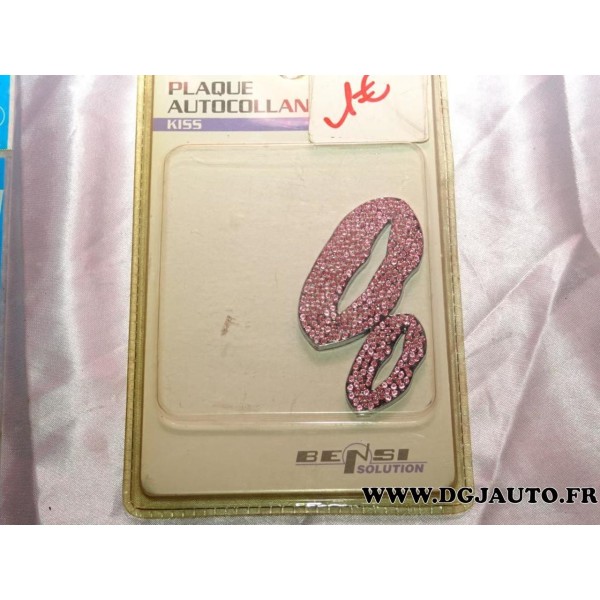 PLAQUE
AUTOCOLLAN
KISS
BENSI
SOLUTION
WWW.DGJAUTO.FR